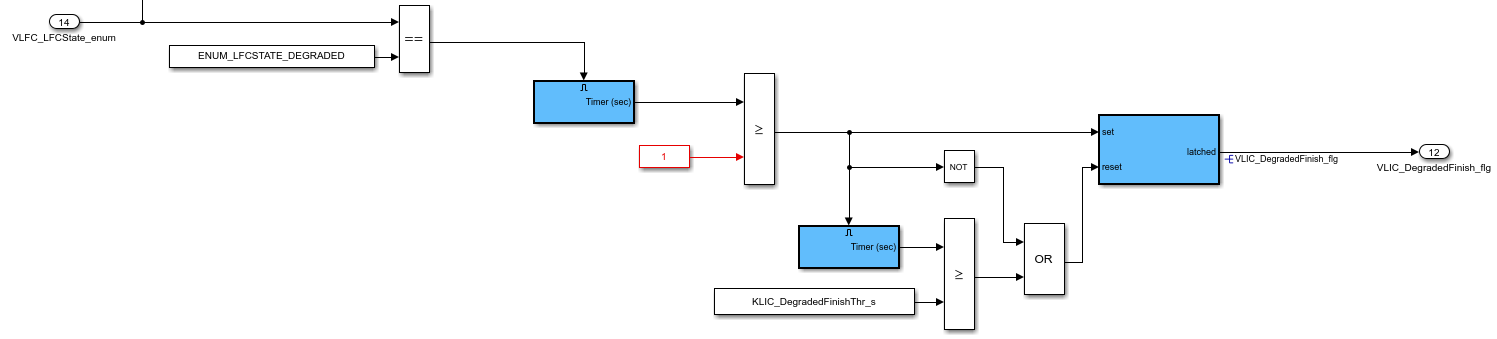 14
VLFC_LFCState_enum
ENUM_LFCSTATE_DEGRADED
==
Timer (sec)
1
≥
NOT
Timer (sec)
KLIC_DegradedFinishThr_s
≥
OR
set
reset
latched
VLIC_DegradedFinish_flg
12
VLIC_DegradedFinish_flg